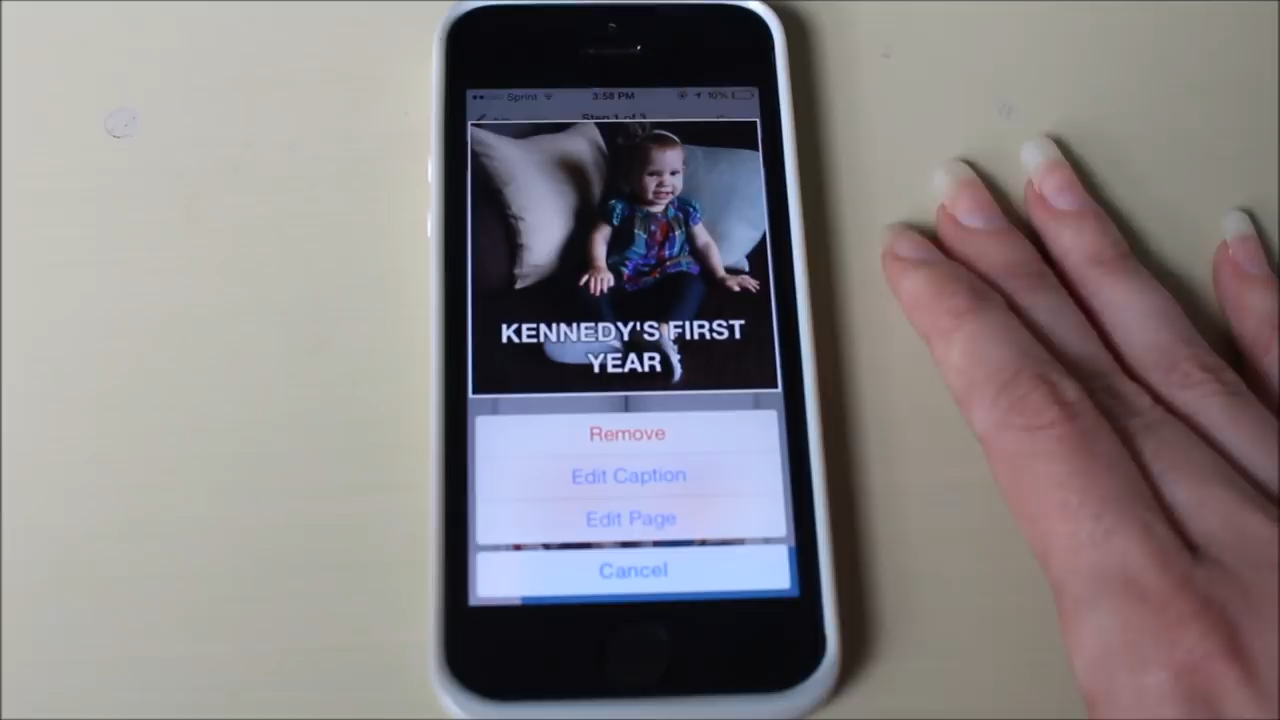 Sprint 3:58 PM 10%
Step 1 of 3
KENNEDY'S FIRST
YEAR
Remove
Edit Caption
Edit Page
Cancel